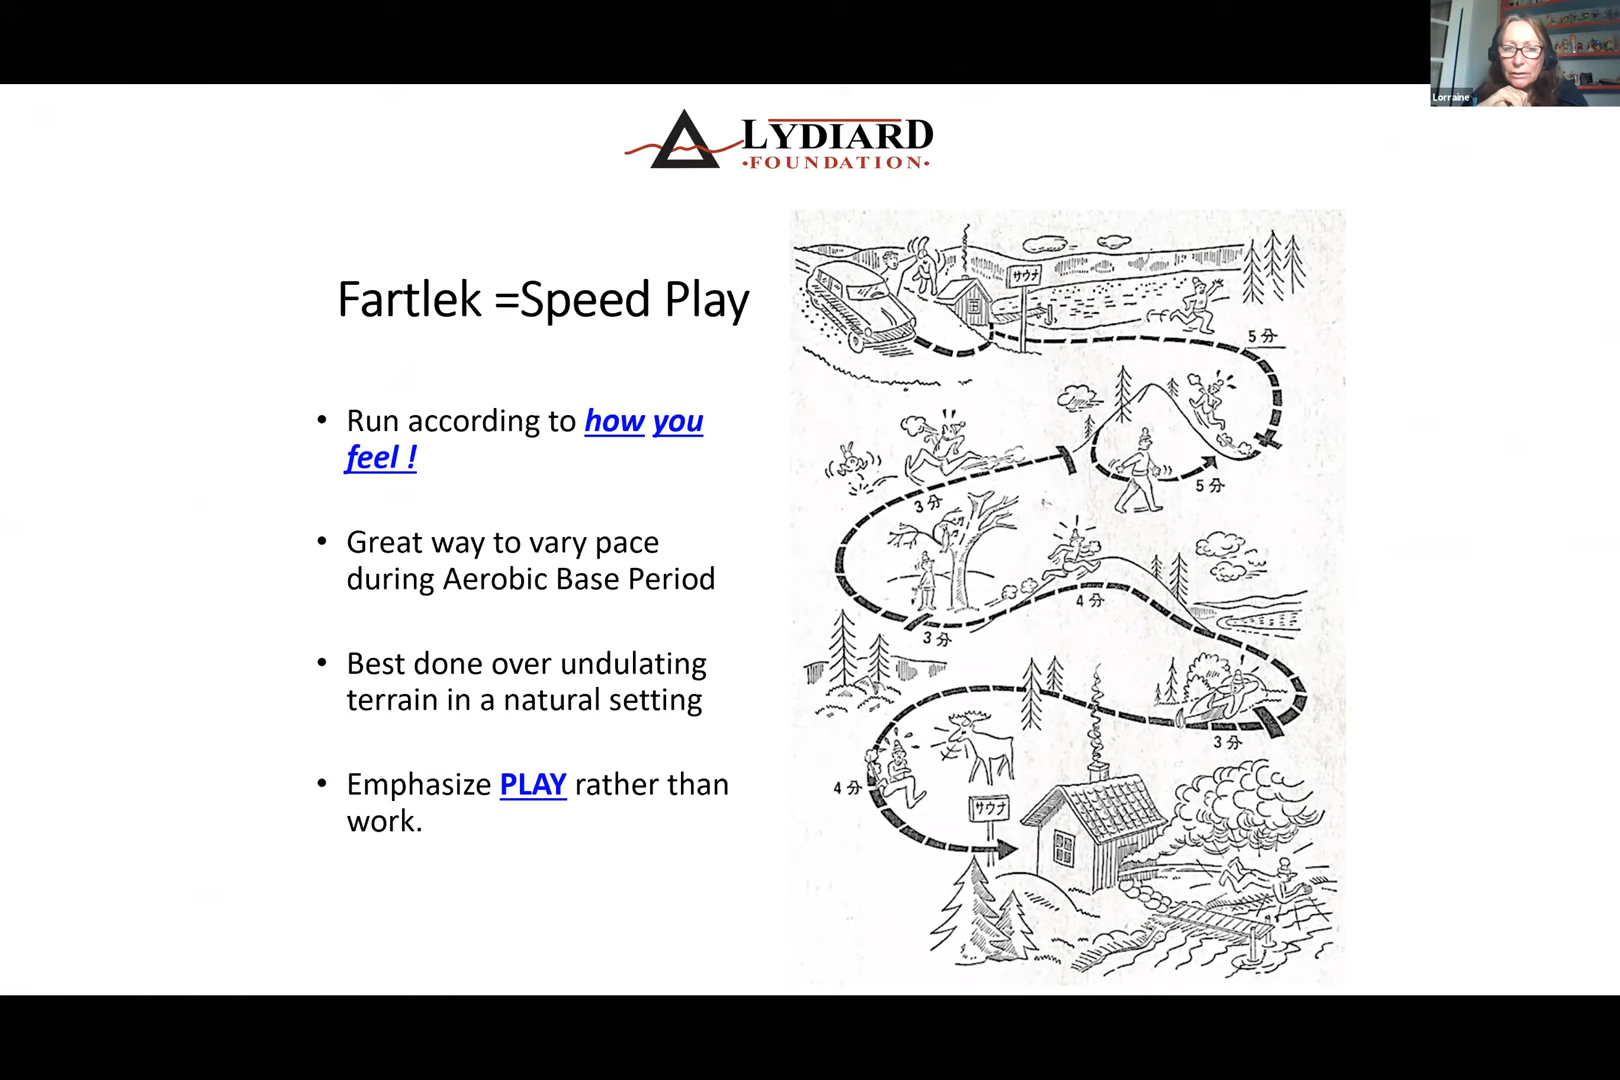 Lorraine
LYDIARD
•FOUNDATION•
Fartlek =Speed Play
• Run according to how you
feel !
• Great way to vary pace
during Aerobic Base Period
• Best done over undulating
terrain in a natural setting
• Emphasize PLAY rather than
work.
サウナ
5分
5分
3分
3分
4分
3分
4分
サウナ